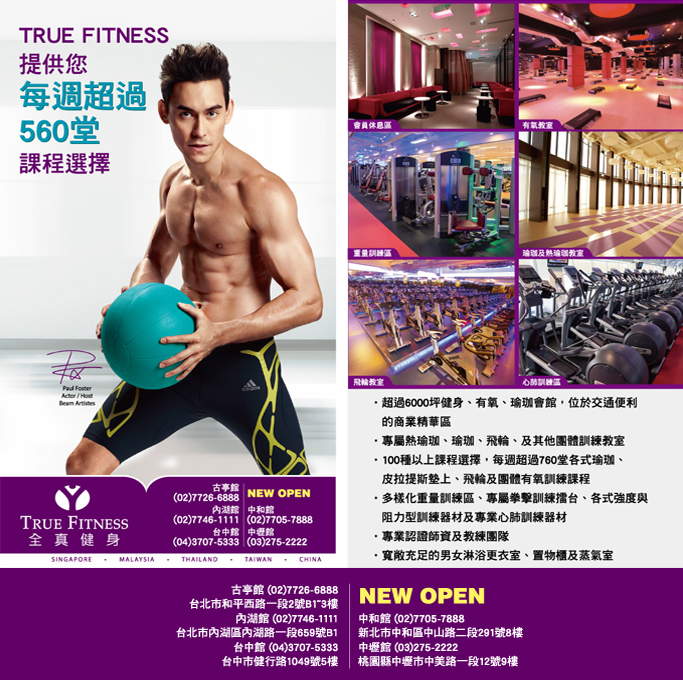 TRUE FITNESS
提供您
每週超過
560堂
課程選擇
Paul Foster
Actor / Host
Beam Artistes
adidas
TRUE FITNESS
全真健身
古亭館
(02)7726-6888
內湖館
(02)7746-1111
台中館
(04)3707-5333
NEW OPEN
中和館
(02)7705-7888
中壢館
(03)275-2222
SINGAPORE • MALAYSIA • THAILAND • TAIWAN • CHINA
會員休息區
有氧教室
重量訓練區
瑜珈及熱瑜珈教室
飛輪教室
心肺訓練區
・超過6000坪健身、有氧、瑜珈會館，位於交通便利
的商業精華區
・專屬熱瑜珈、瑜珈、飛輪、及其他團體訓練教室
・100種以上課程選擇，每週超過760堂各式瑜珈、
皮拉提斯墊上、飛輪及團體有氧訓練課程
・多樣化重量訓練區、專屬拳擊訓練擂台、各式強度與
阻力型訓練器材及專業心肺訓練器材
・專業認證師資及教練團隊
・寬敞充足的男女淋浴更衣室、置物櫃及蒸氣室
古亭館 (02)7726-6888
台北市和平西路一段2號B1~3樓
內湖館 (02)7746-1111
台北市內湖區內湖路一段659號B1
台中館 (04)3707-5333
台中市健行路1049號5樓
NEW OPEN
中和館 (02)7705-7888
新北市中和區中山路二段291號8樓
中壢館 (03)275-2222
桃園縣中壢市中美路一段12號9樓